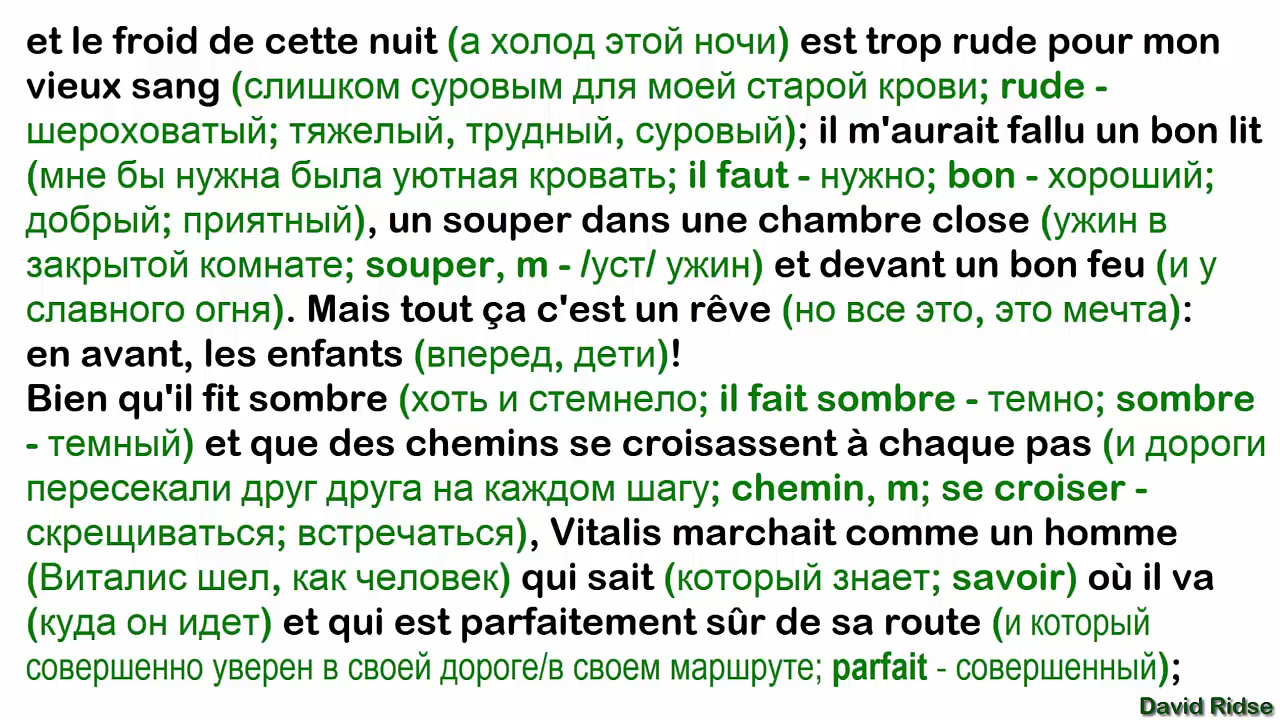 et le froid de cette nuit (а холод этой ночи) est trop rude pour mon
vieux sang (слишком суровым для моей старой крови; rude -
шероховатый; тяжелый, трудный, суровый); il m'aurait fallu un bon lit
(мне бы нужна была уютная кровать; il faut - нужно; bon - хороший;
добрый; приятный), un souper dans une chambre close (ужин в
закрытой комнате; souper, m - /уст/ ужин) et devant un bon feu (и у
славного огня). Mais tout ça c'est un rêve (но все это, это мечта):
en avant, les enfants (вперед, дети)!
Bien qu'il fit sombre (хоть и стемнело; il fait sombre - темно; sombre
- темный) et que des chemins se croisassent à chaque pas (и дороги
пересекали друг друга на каждом шагу; chemin, m; se croiser -
скрещиваться; встречаться), Vitalis marchait comme un homme
(Виталис шел, как человек) qui sait (который знает; savoir) où il va
(куда он идет) et qui est parfaitement sûr de sa route (и который
совершенно уверен в своей дороге/в своем маршруте; parfait - совершенный);
David Ridse